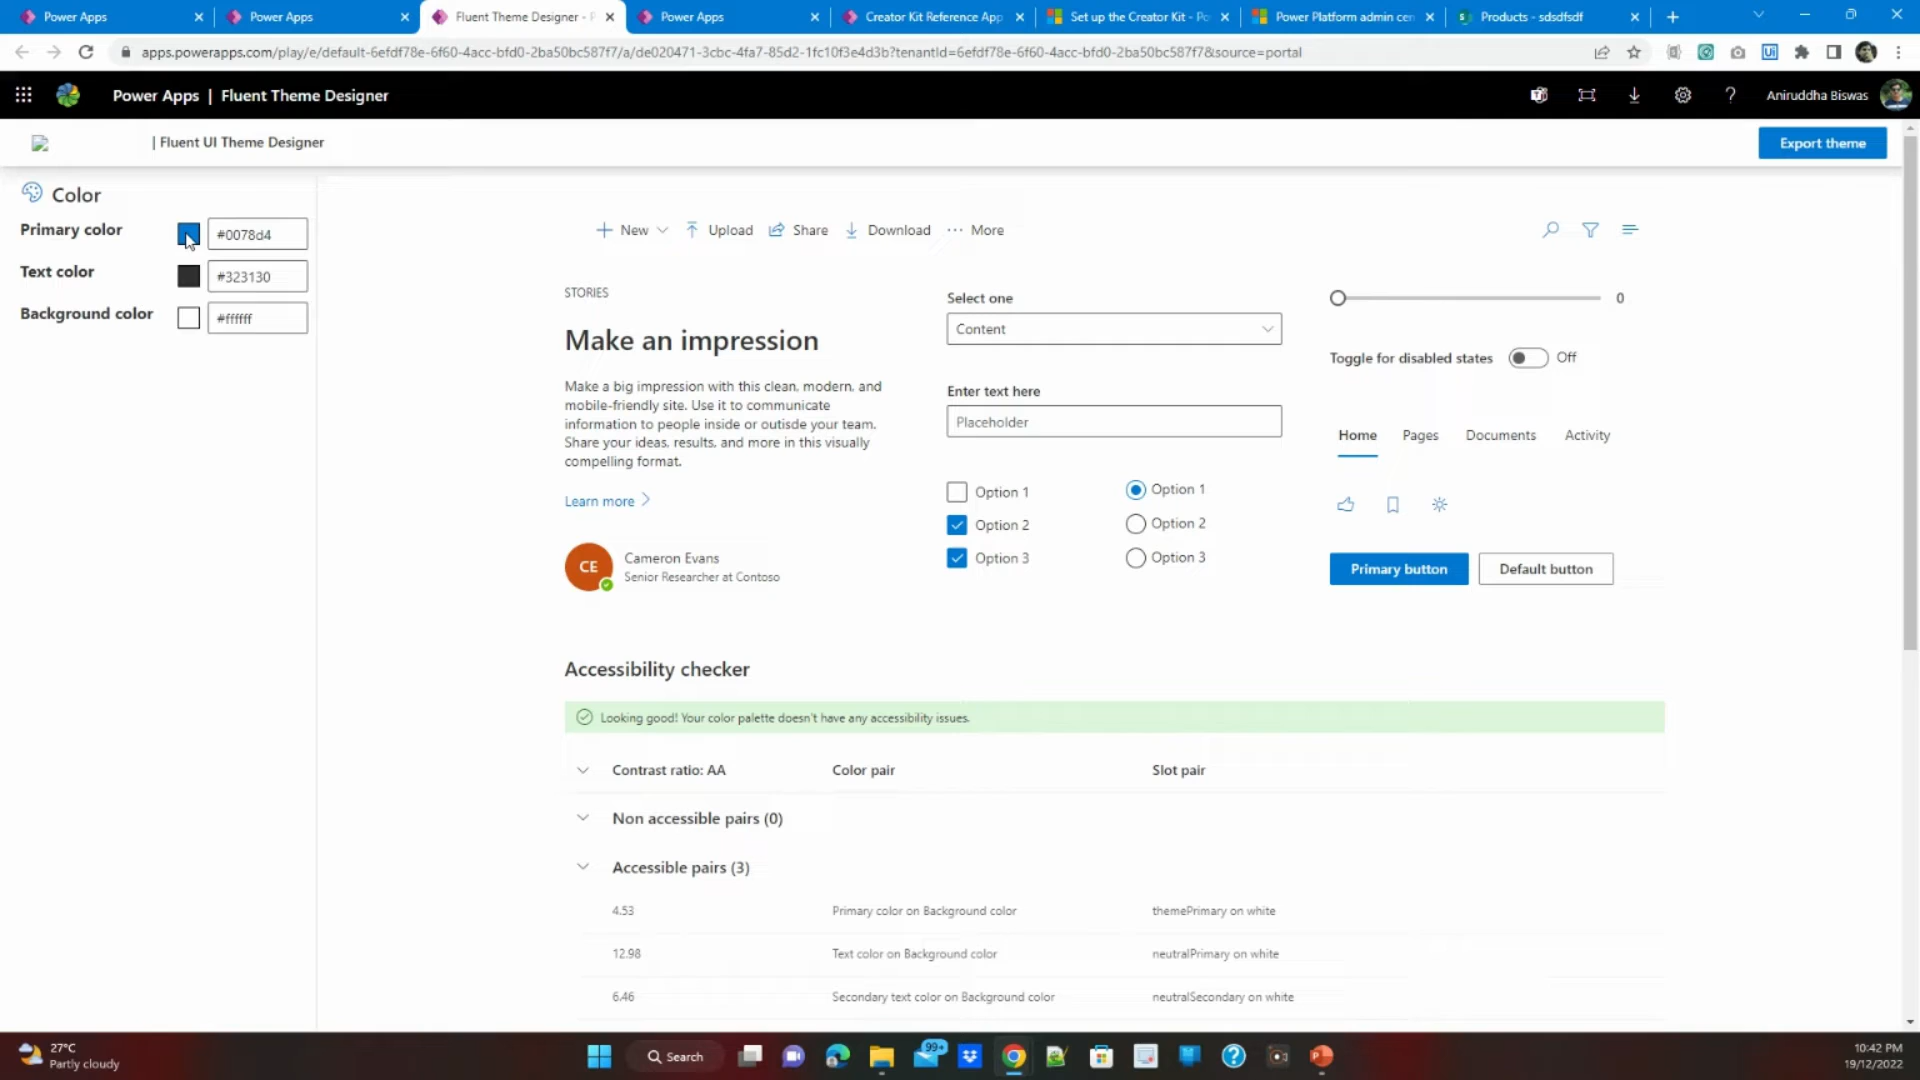 Power Apps
Power Apps
Fluent Theme Designer - P
Power Apps
Creator Kit Reference App
Set up the Creator Kit - Po
Power Platform admin cen
Products - sdsdfsdf
apps.powerapps.com/play/e/default-6efdf78e-6f60-4acc-bfd0-2ba50bc587f7/a/de020471-3cbc-4fa7-85d2-1fc10f3e4d3b?tenantId=6efdf78e-6f60-4acc-bfd0-2ba50bc587f7&source=portal
Power Apps | Fluent Theme Designer
Aniruddha Biswas
| Fluent UI Theme Designer
Export theme
Color
Primary color
#0078d4
Text color
#323130
Background color
#ffffff
New
Upload
Share
Download
More
STORIES
Make an impression
Make a big impression with this clean, modern, and
mobile-friendly site. Use it to communicate
information to people inside or outisde your team.
Share your ideas, results, and more in this visually
compelling format.
Learn more
CE
Cameron Evans
Senior Researcher at Contoso
Select one
Content
Enter text here
Placeholder
Option 1
Option 2
Option 3
Option 1
Option 2
Option 3
0
Toggle for disabled states
Off
Home
Pages
Documents
Activity
Primary button
Default button
Accessibility checker
Looking good! Your color palette doesn't have any accessibility issues.
Contrast ratio: AA
Color pair
Slot pair
Non accessible pairs (0)
Accessible pairs (3)
4.53
Primary color on Background color
themePrimary on white
12.98
Text color on Background color
neutralPrimary on white
6.46
Secondary text color on Background color
neutralSecondary on white
27°C
Partly cloudy
Search
99+
10:42 PM
19/12/2022